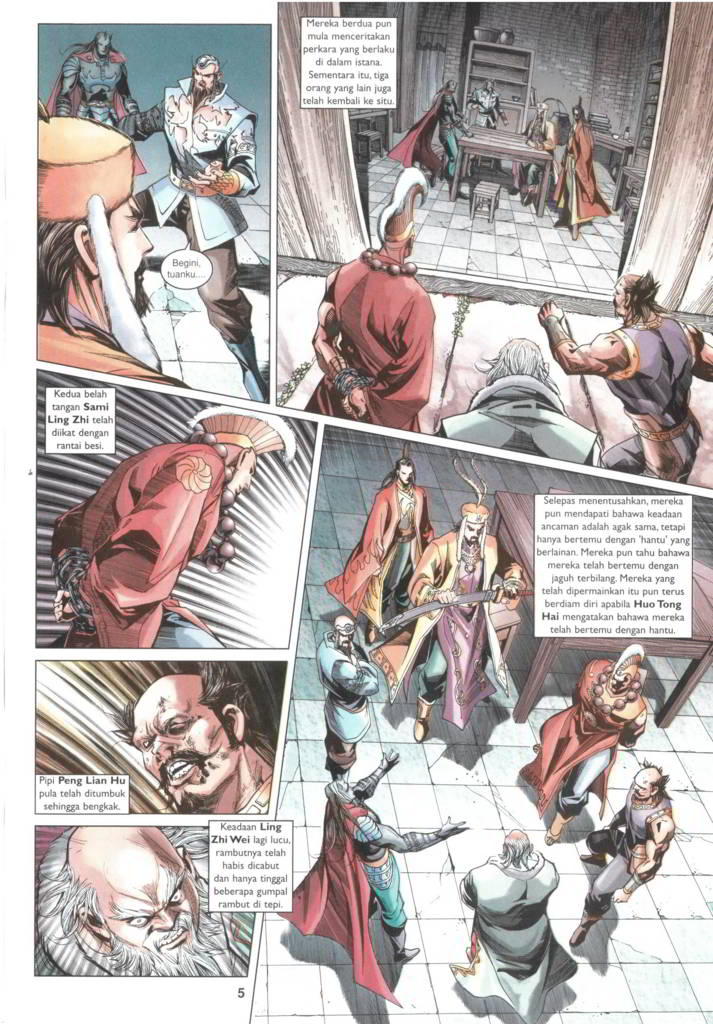 Begini,
tuanku....
Mereka berdua pun
mula menceritakan
perkara yang berlaku
di dalam istana.
Sementara itu, tiga
orang yang lain juga
telah kembali ke situ.
Kedua belah
tangan Sami
Ling Zhi telah
diikat dengan
rantai besi.
Selepas menentusahkan, mereka
pun mendapati bahawa keadaan
ancaman adalah agak sama, tetapi
hanya bertemu dengan 'hantu' yang
berlainan. Mereka pun tahu bahawa
mereka telah bertemu dengan
jaguh terbilang. Mereka yang
telah dipermainkan itu pun terus
berdiam diri apabila Huo Tong
Hai mengatakan bahawa mereka
telah bertemu dengan hantu.
Pipi Peng Lian Hu
pula telah ditumbuk
sehingga bengkak.
Keadaan Ling
Zhi Wei lagi lucu,
rambutnya telah
habis dicabut
dan hanya tinggal
beberapa gumpal
rambut di tepi.
5